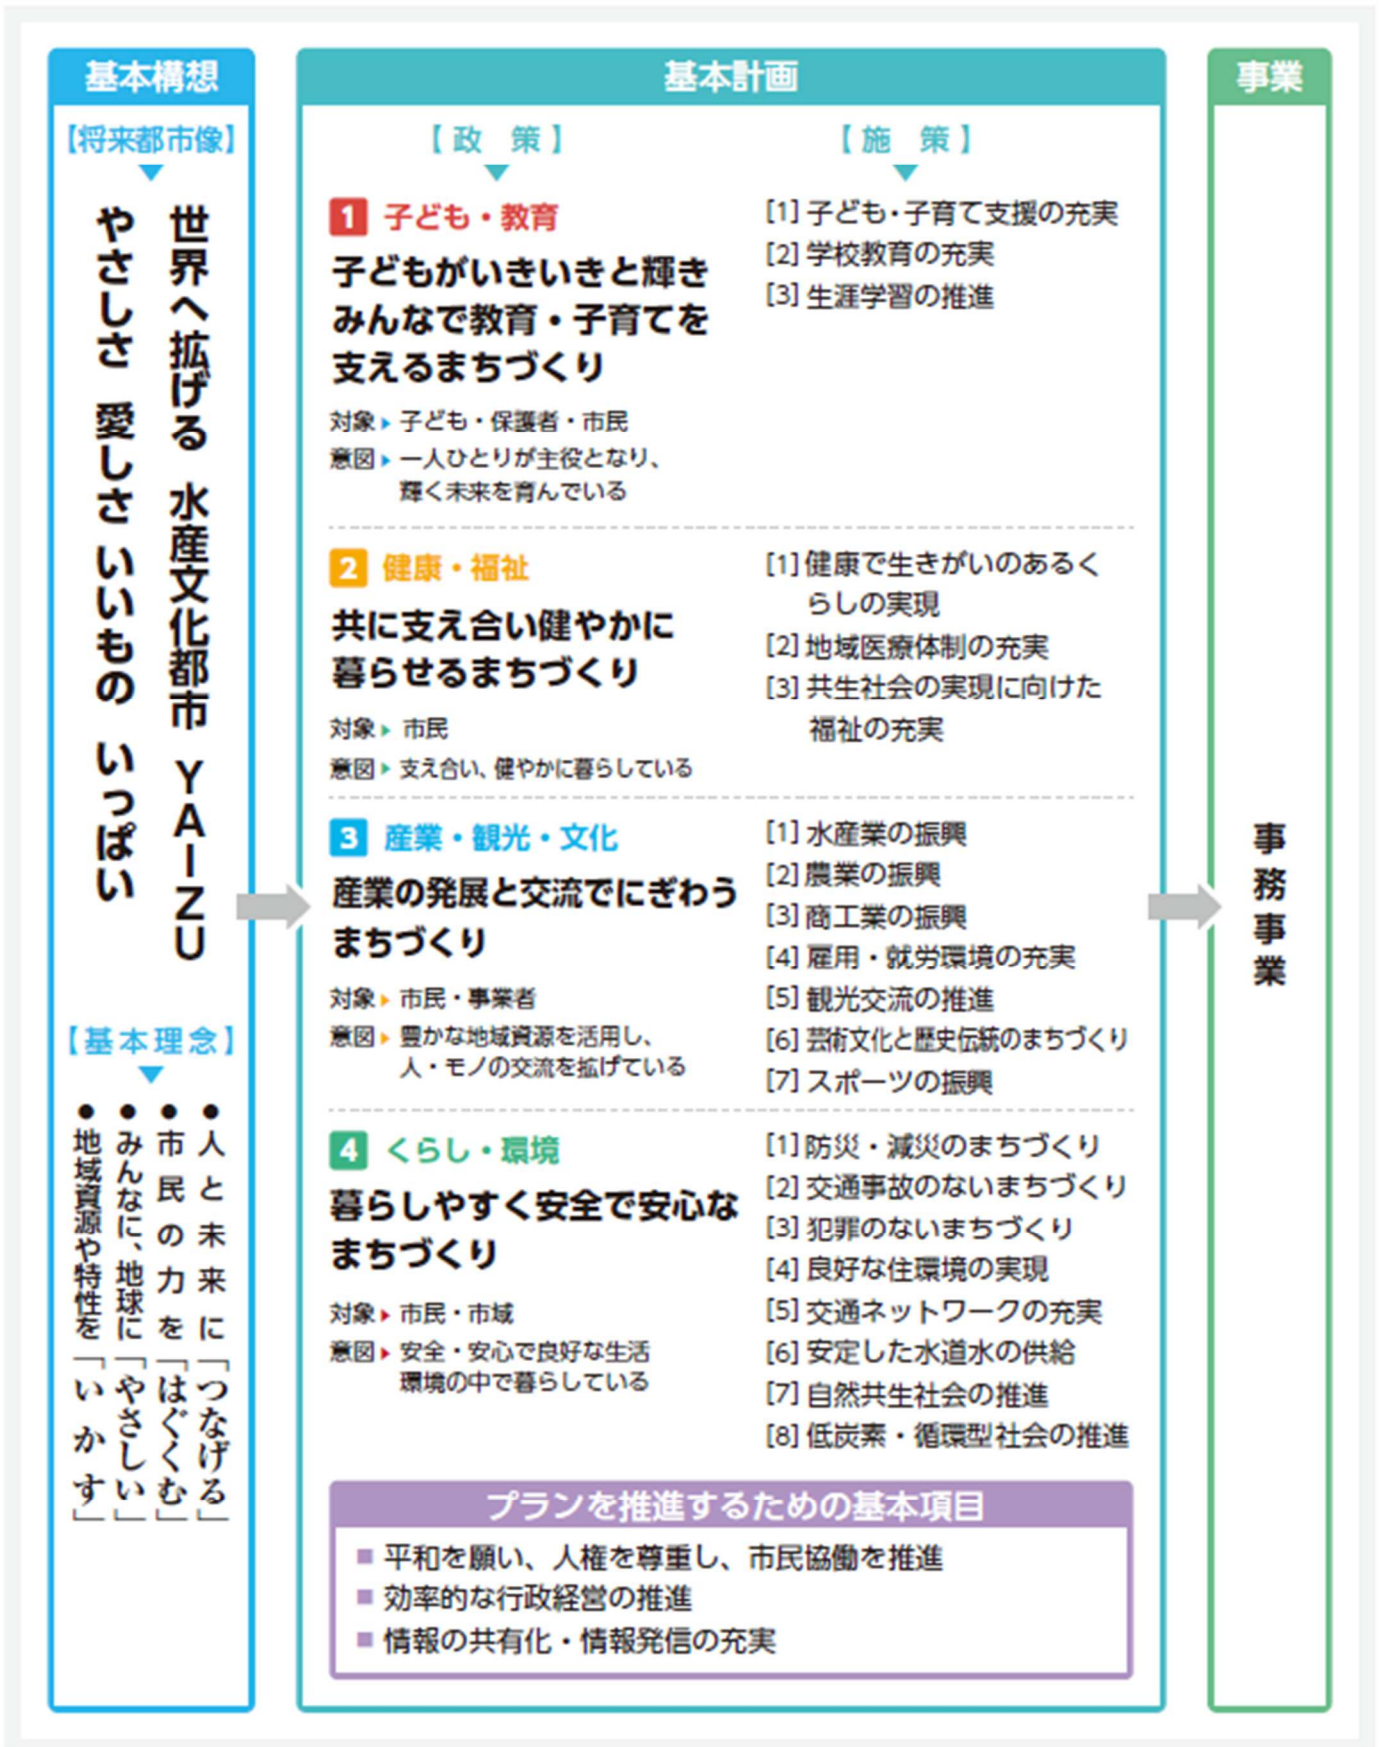 基本構想
【将来都市像】
世界へ拡げる 水産文化都市 YAIZU
やさしさ 愛しさ いいもの いっぱい
【基本理念】
●人と未来に「つなげる」
●市民の力を「はぐくむ」
●みんなに、地球に「やさしい」
●地域資源や特性を「いかす」
基本計画
【政 策】
【施 策】
1 子ども・教育
子どもがいきいきと輝き
みんなで教育・子育てを
支えるまちづくり
対象▶子ども・保護者・市民
意図▶一人ひとりが主役となり、
輝く未来を育んでいる
[1]子ども・子育て支援の充実
[2]学校教育の充実
[3]生涯学習の推進
2 健康・福祉
共に支え合い健やかに
暮らせるまちづくり
対象▶市民
意図▶支え合い、健やかに暮らしている
[1]健康で生きがいのあるく
らしの実現
[2]地域医療体制の充実
[3]共生社会の実現に向けた
福祉の充実
3 産業・観光・文化
産業の発展と交流でにぎわう
まちづくり
対象▶市民・事業者
意図▶豊かな地域資源を活用し、
人・モノの交流を拡げている
[1]水産業の振興
[2]農業の振興
[3]商工業の振興
[4]雇用・就労環境の充実
[5]観光交流の推進
[6]芸術文化と歴史伝統のまちづくり
[7]スポーツの振興
4 くらし・環境
暮らしやすく安全で安心な
まちづくり
対象▶市民・市域
意図▶安全・安心で良好な生活
環境の中で暮らしている
[1]防災・減災のまちづくり
[2]交通事故のないまちづくり
[3]犯罪のないまちづくり
[4]良好な住環境の実現
[5]交通ネットワークの充実
[6]安定した水道水の供給
[7]自然共生社会の推進
[8]低炭素・循環型社会の推進
プランを推進するための基本項目
■平和を願い、人権を尊重し、市民協働を推進
■効率的な行政経営の推進
■情報の共有化・情報発信の充実
事業
事務事業